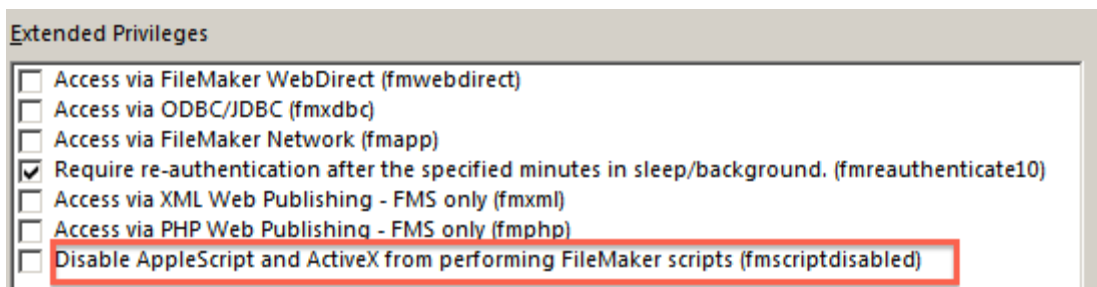 Extended Privileges
Access via FileMaker WebDirect (fmwebdirect)
Access via ODBC/JDBC (fmxdbc)
Access via FileMaker Network (fmapp)
Require re-authentication after the specified minutes in sleep/background. (fmreauthenticate10)
Access via XML Web Publishing - FMS only (fmxml)
Access via PHP Web Publishing - FMS only (fmphp)
Disable AppleScript and ActiveX from performing FileMaker scripts (fmscriptdisabled)